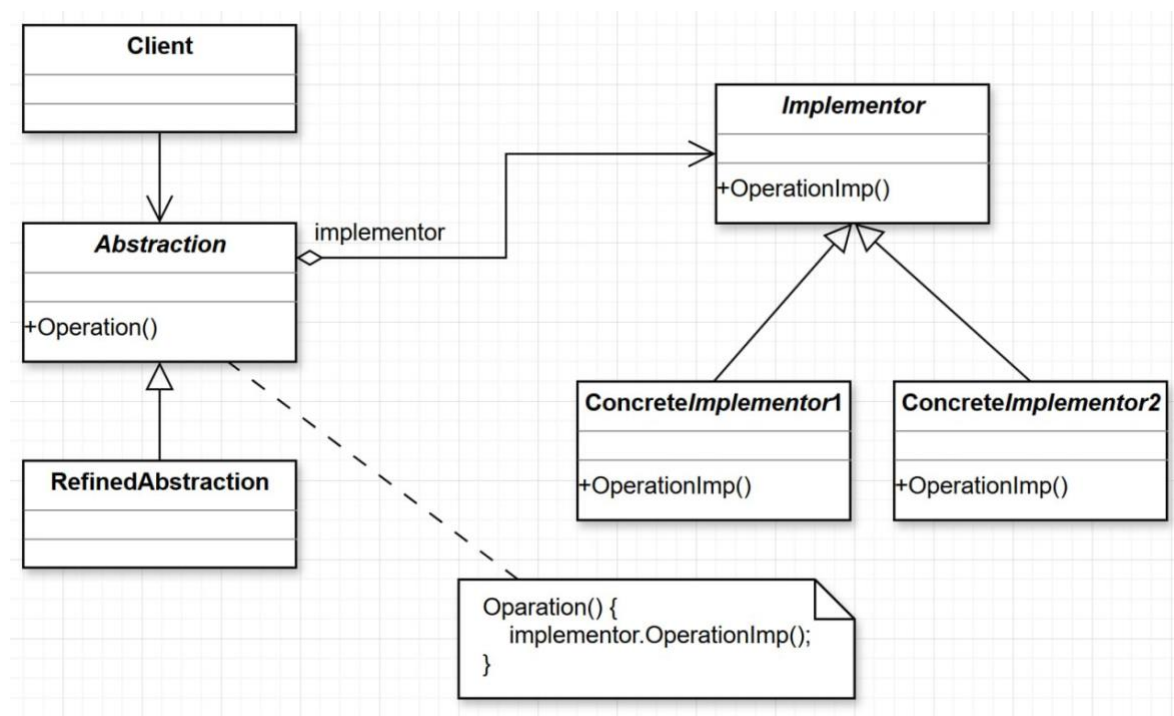 Client
Implementor
+OperationImp()
Abstraction
implementor
+Operation()
ConcreteImplementor1
ConcreteImplementor2
+OperationImp()
+OperationImp()
RefinedAbstraction
Oparation() {
implementor.OperationImp();
}